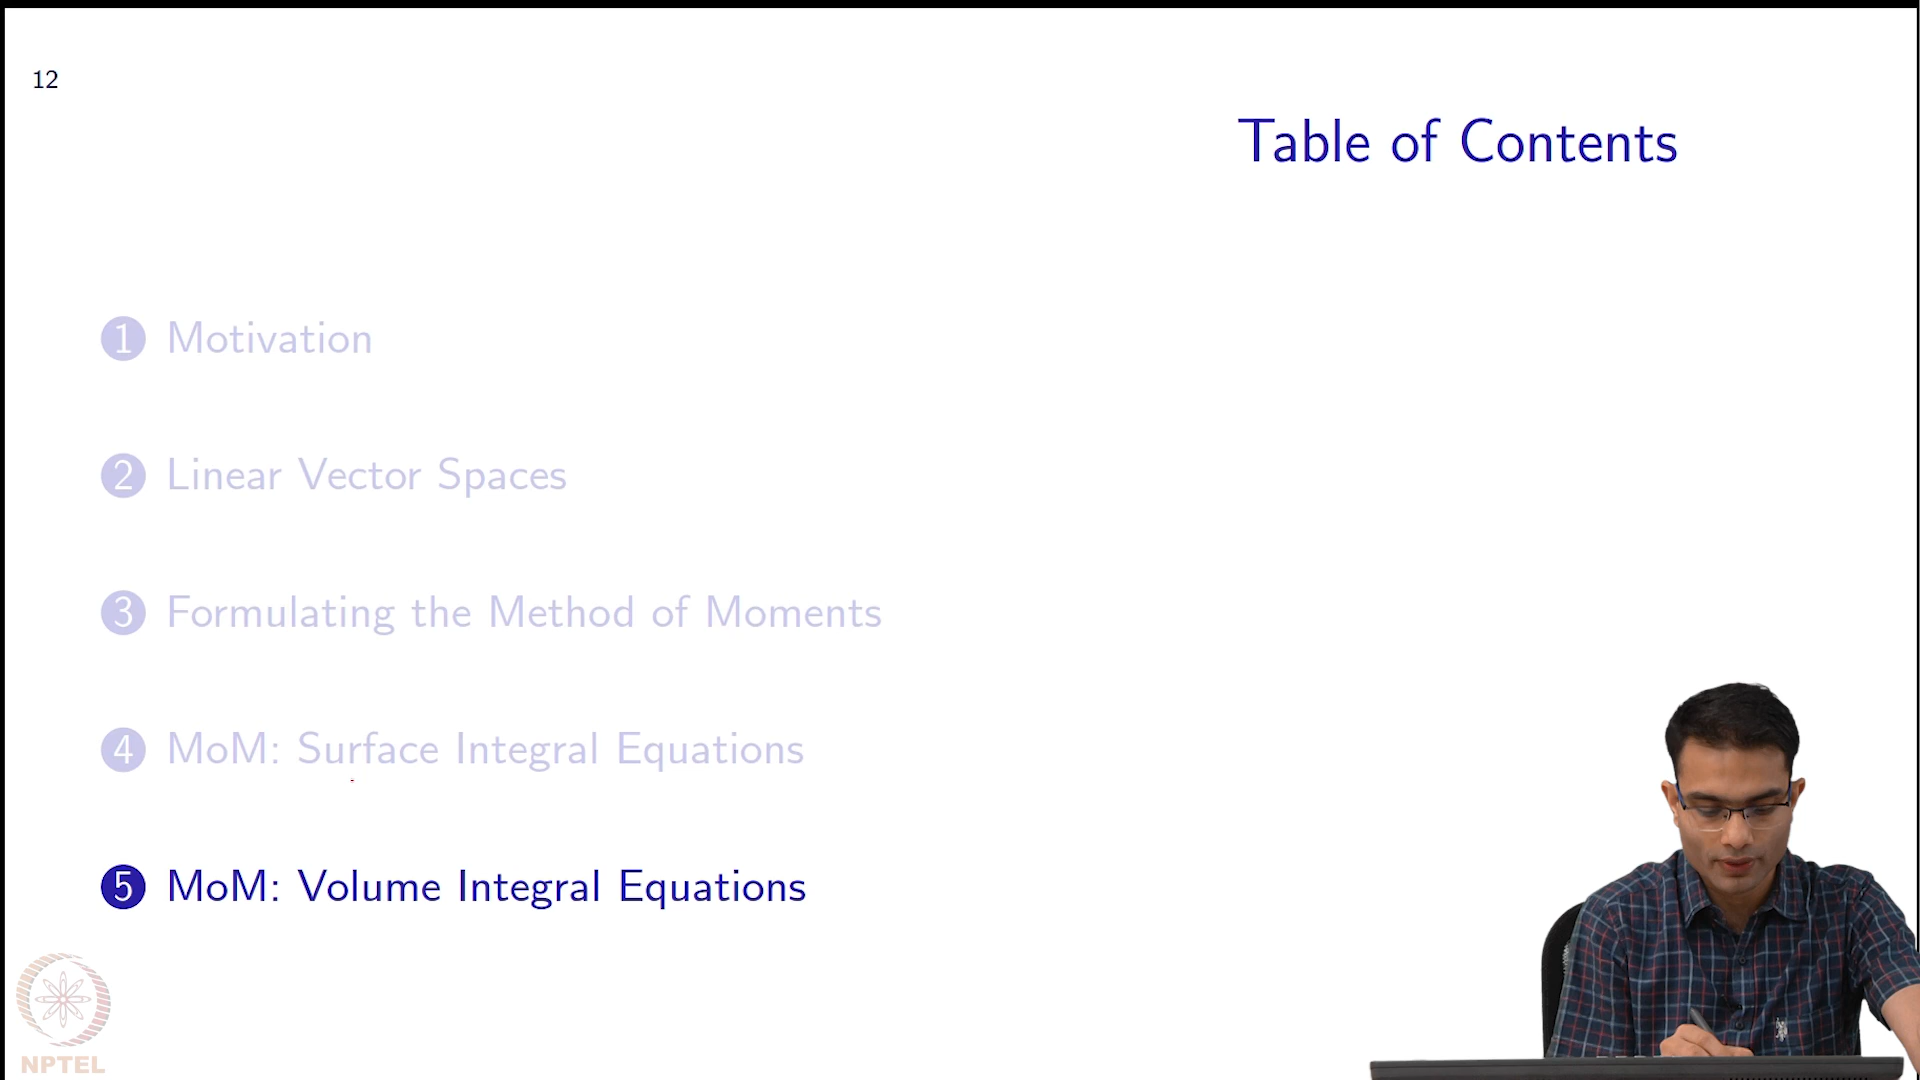 12
Table of Contents
1 Motivation
2 Linear Vector Spaces
3 Formulating the Method of Moments
4 MoM: Surface Integral Equations
5 MoM: Volume Integral Equations
NPTEL